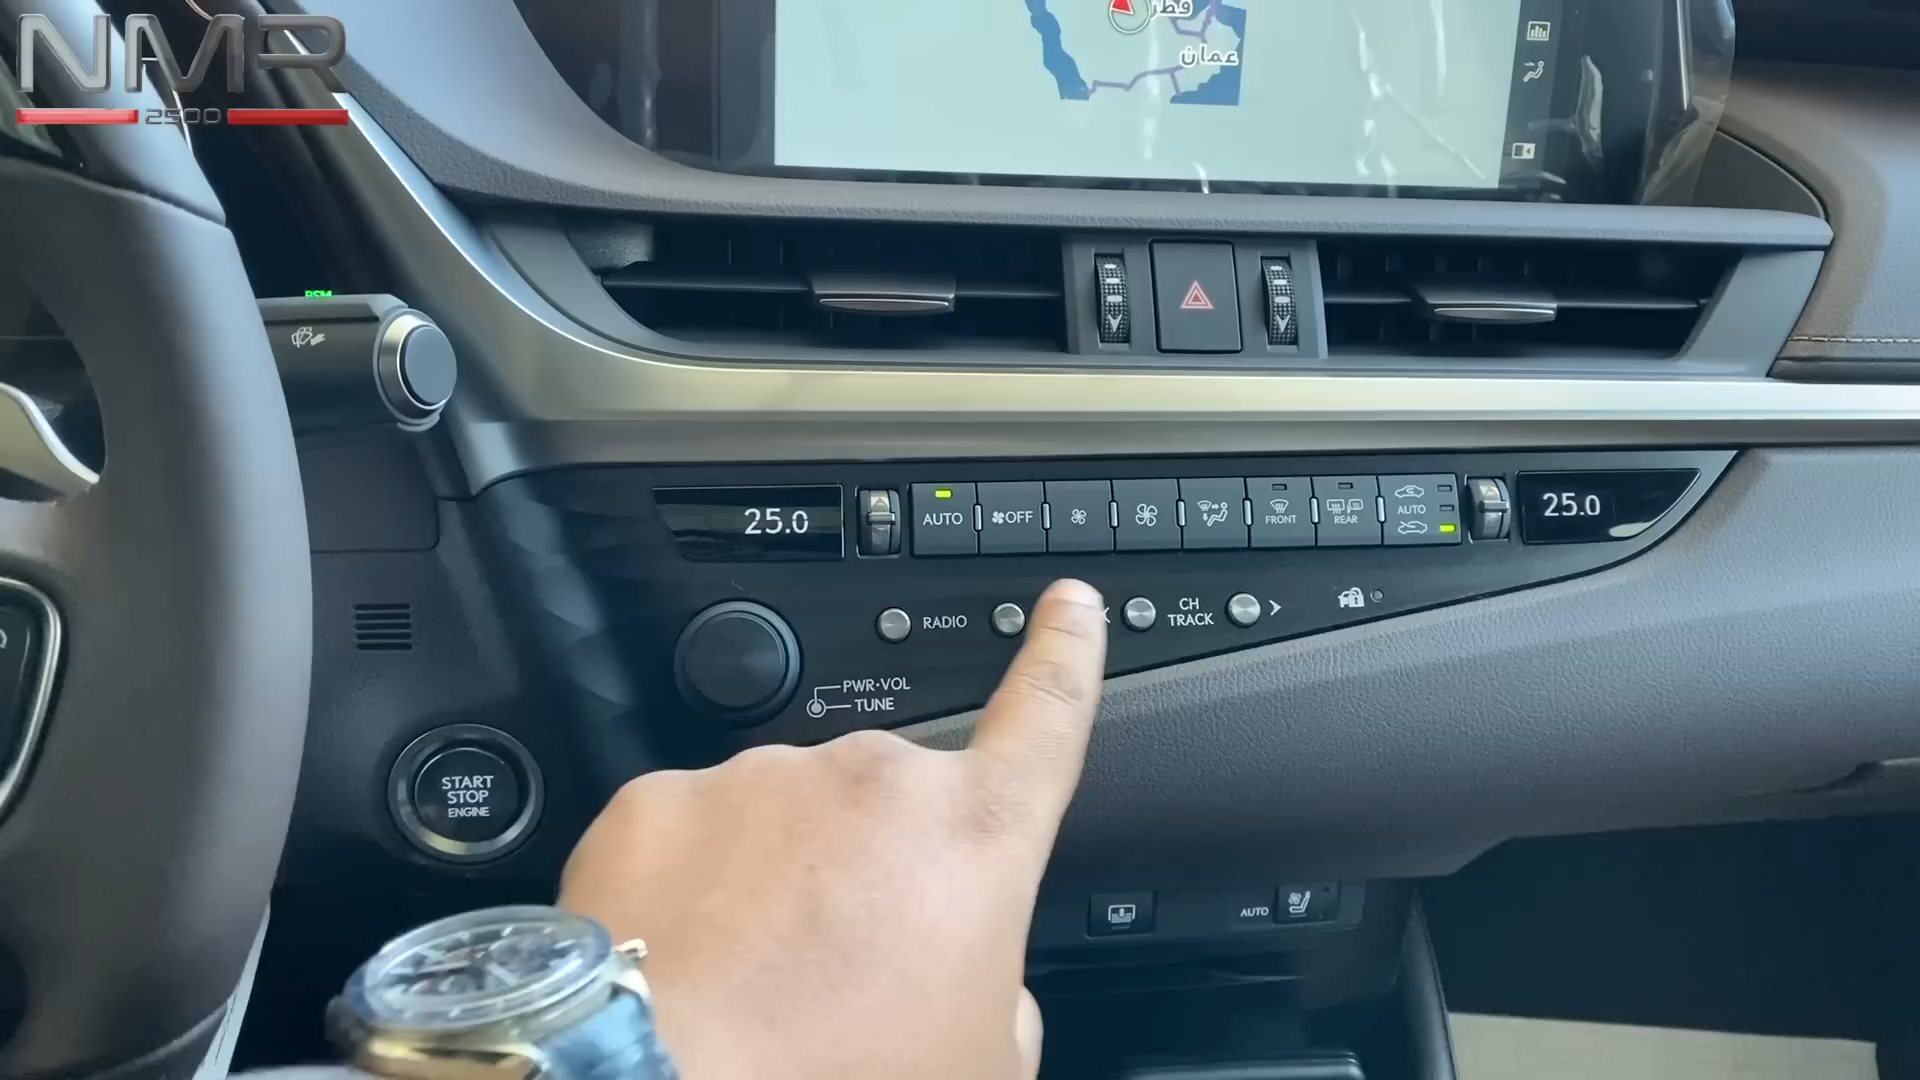 NMR
2500
قطر
عمان
BSM
25.0
AUTO
OFF
FRONT
REAR
AUTO
25.0
RADIO
CH
TRACK
PWR•VOL
TUNE
START
STOP
ENGINE
AUTO